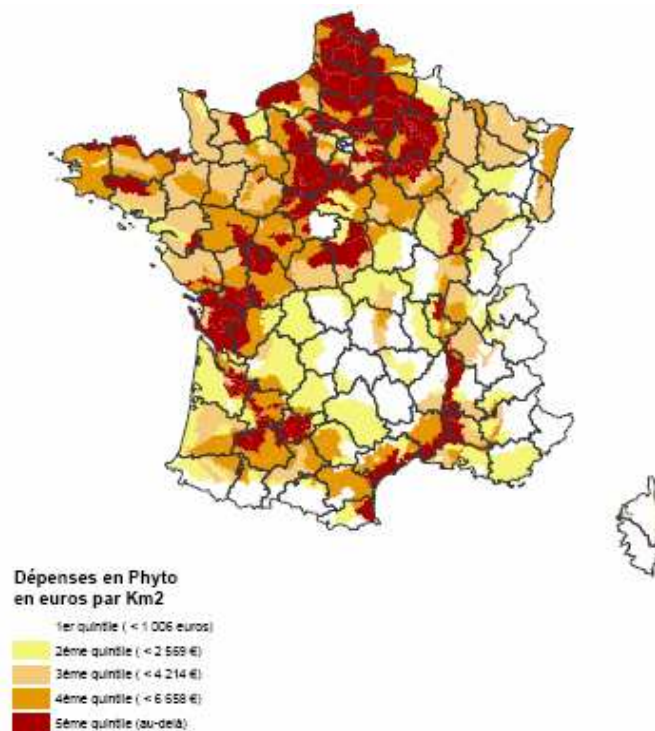 Dépenses en Phyto
en euros par Km2
1er quintile ( < 1 006 euros)
2ème quintile ( < 2 569 €)
3ème quintile ( < 4 214 €)
4ème quintile ( < 6 658 €)
5ème quintile (au-delà)